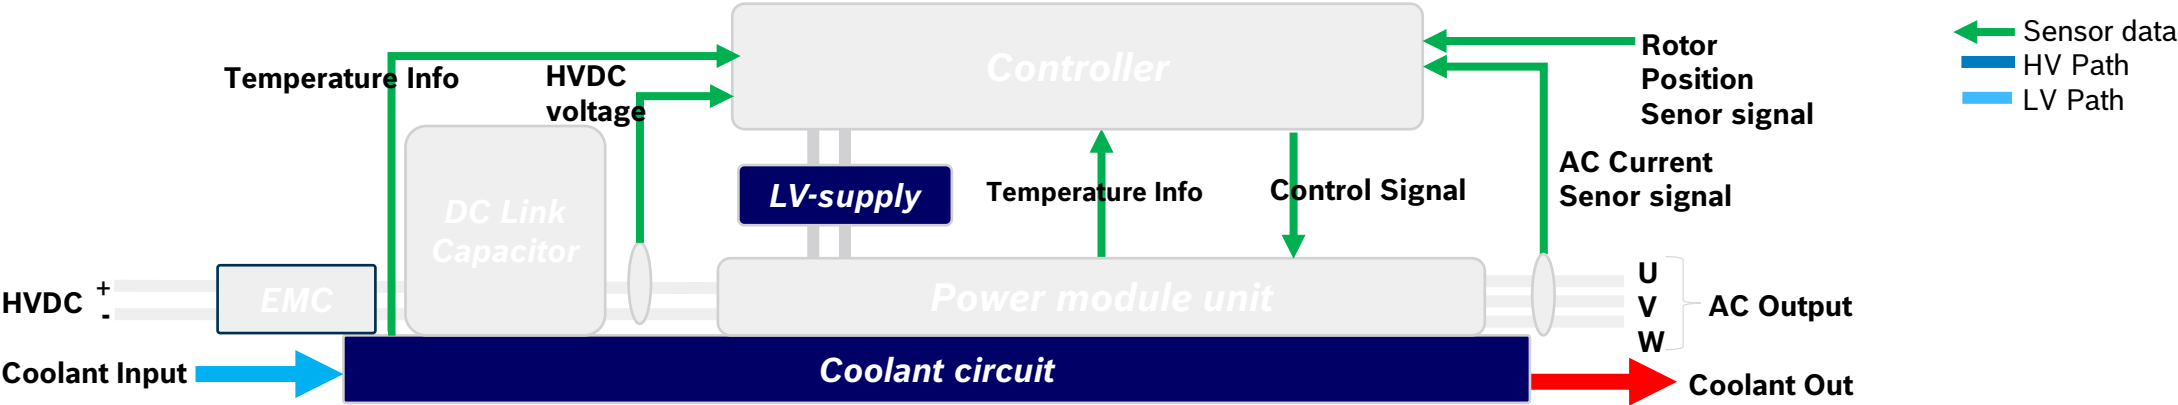 Controller
Rotor
Position
Senor signal
Sensor data
HV Path
LV Path
Temperature Info
HVDC
voltage
DC Link
Capacitor
LV-supply
Temperature Info
Control Signal
AC Current
Senor signal
HVDC
+
-
EMC
Power module unit
U
V
W
AC Output
Coolant Input
Coolant circuit
Coolant Out